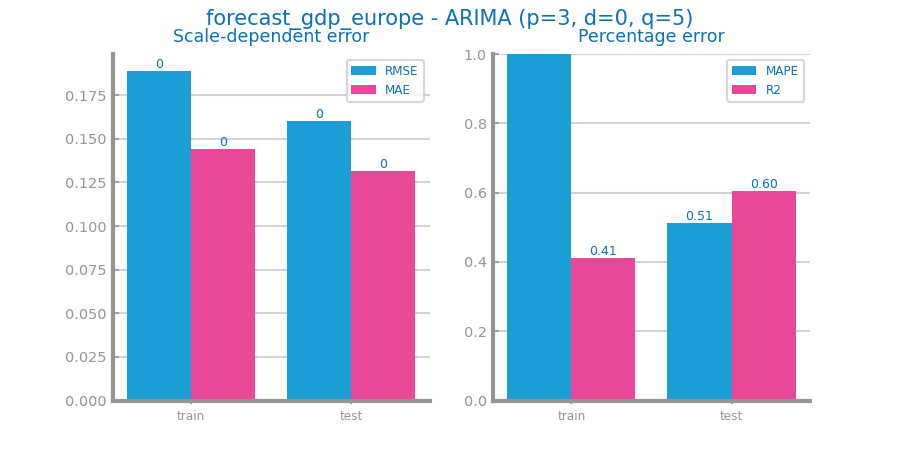 forecast_gdp_europe - ARIMA (p=3, d=0, q=5)
Scale-dependent error
0.175
0.150
0.125
0.100
0.075
0.050
0.025
0.000
0
0
0
0
RMSE
MAE
train
test
Percentage error
1.0
0.8
0.6
0.4
0.2
0.0
0.41
0.51
0.60
MAPE
R2
train
test